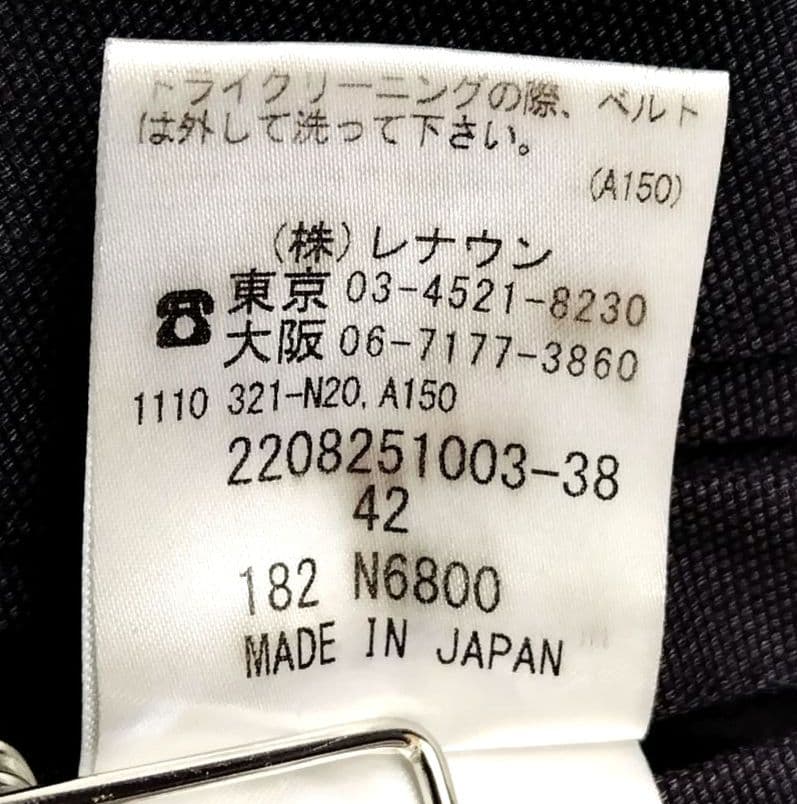 ドライクリーニングの際、ベルト
は外して洗って下さい。
(A150)
(株)レナウン
☎東京 03-4521-8230
大阪 06-7177-3860
1110 321-N20, A150
2208251003-38
42
182 N6800
MADE IN JAPAN